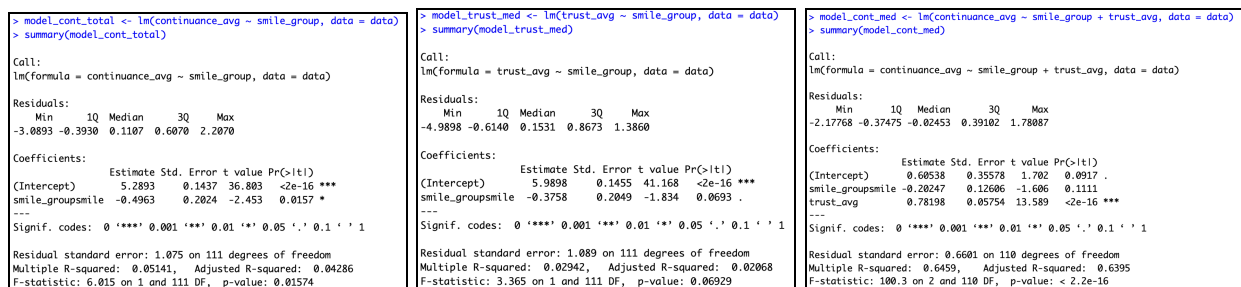 > model_cont_total <- lm(continuance_avg ~ smile_group, data = data)
> summary(model_cont_total)
Call:
lm(formula = continuance_avg ~ smile_group, data = data)
Residuals:
Min 1Q Median 3Q Max
-3.0893 -0.3930 0.1107 0.6070 2.2070
Coefficients:
Estimate Std. Error t value Pr(>|t|)
(Intercept) 5.2893 0.1437 36.803 <2e-16 ***
smile_groupsmile -0.4963 0.2024 -2.453 0.0157 *
---
Signif. codes: 0 ‘***’ 0.001 ‘**’ 0.01 ‘*’ 0.05 ‘.’ 0.1 ‘ ’ 1
Residual standard error: 1.075 on 111 degrees of freedom
Multiple R-squared: 0.05141, Adjusted R-squared: 0.04286
F-statistic: 6.015 on 1 and 111 DF, p-value: 0.01574
> model_trust_med <- lm(trust_avg ~ smile_group, data = data)
> summary(model_trust_med)
Call:
lm(formula = trust_avg ~ smile_group, data = data)
Residuals:
Min 1Q Median 3Q Max
-4.9898 -0.6140 0.1531 0.8673 1.3860
Coefficients:
Estimate Std. Error t value Pr(>|t|)
(Intercept) 5.9898 0.1455 41.168 <2e-16 ***
smile_groupsmile -0.3758 0.2049 -1.834 0.0693 .
---
Signif. codes: 0 ‘***’ 0.001 ‘**’ 0.01 ‘*’ 0.05 ‘.’ 0.1 ‘ ’ 1
Residual standard error: 1.089 on 111 degrees of freedom
Multiple R-squared: 0.02942, Adjusted R-squared: 0.02068
F-statistic: 3.365 on 1 and 111 DF, p-value: 0.06929
> model_cont_med <- lm(continuance_avg ~ smile_group + trust_avg, data = data)
> summary(model_cont_med)
Call:
lm(formula = continuance_avg ~ smile_group + trust_avg, data = data)
Residuals:
Min 1Q Median 3Q Max
-2.17768 -0.37475 -0.02453 0.39102 1.78087
Coefficients:
Estimate Std. Error t value Pr(>|t|)
(Intercept) 0.60538 0.35578 1.702 0.0917 .
smile_groupsmile -0.20247 0.12606 -1.606 0.1111
trust_avg 0.78198 0.05754 13.589 <2e-16 ***
---
Signif. codes: 0 ‘***’ 0.001 ‘**’ 0.01 ‘*’ 0.05 ‘.’ 0.1 ‘ ’ 1
Residual standard error: 0.6601 on 110 degrees of freedom
Multiple R-squared: 0.6459, Adjusted R-squared: 0.6395
F-statistic: 100.3 on 2 and 110 DF, p-value: < 2.2e-16